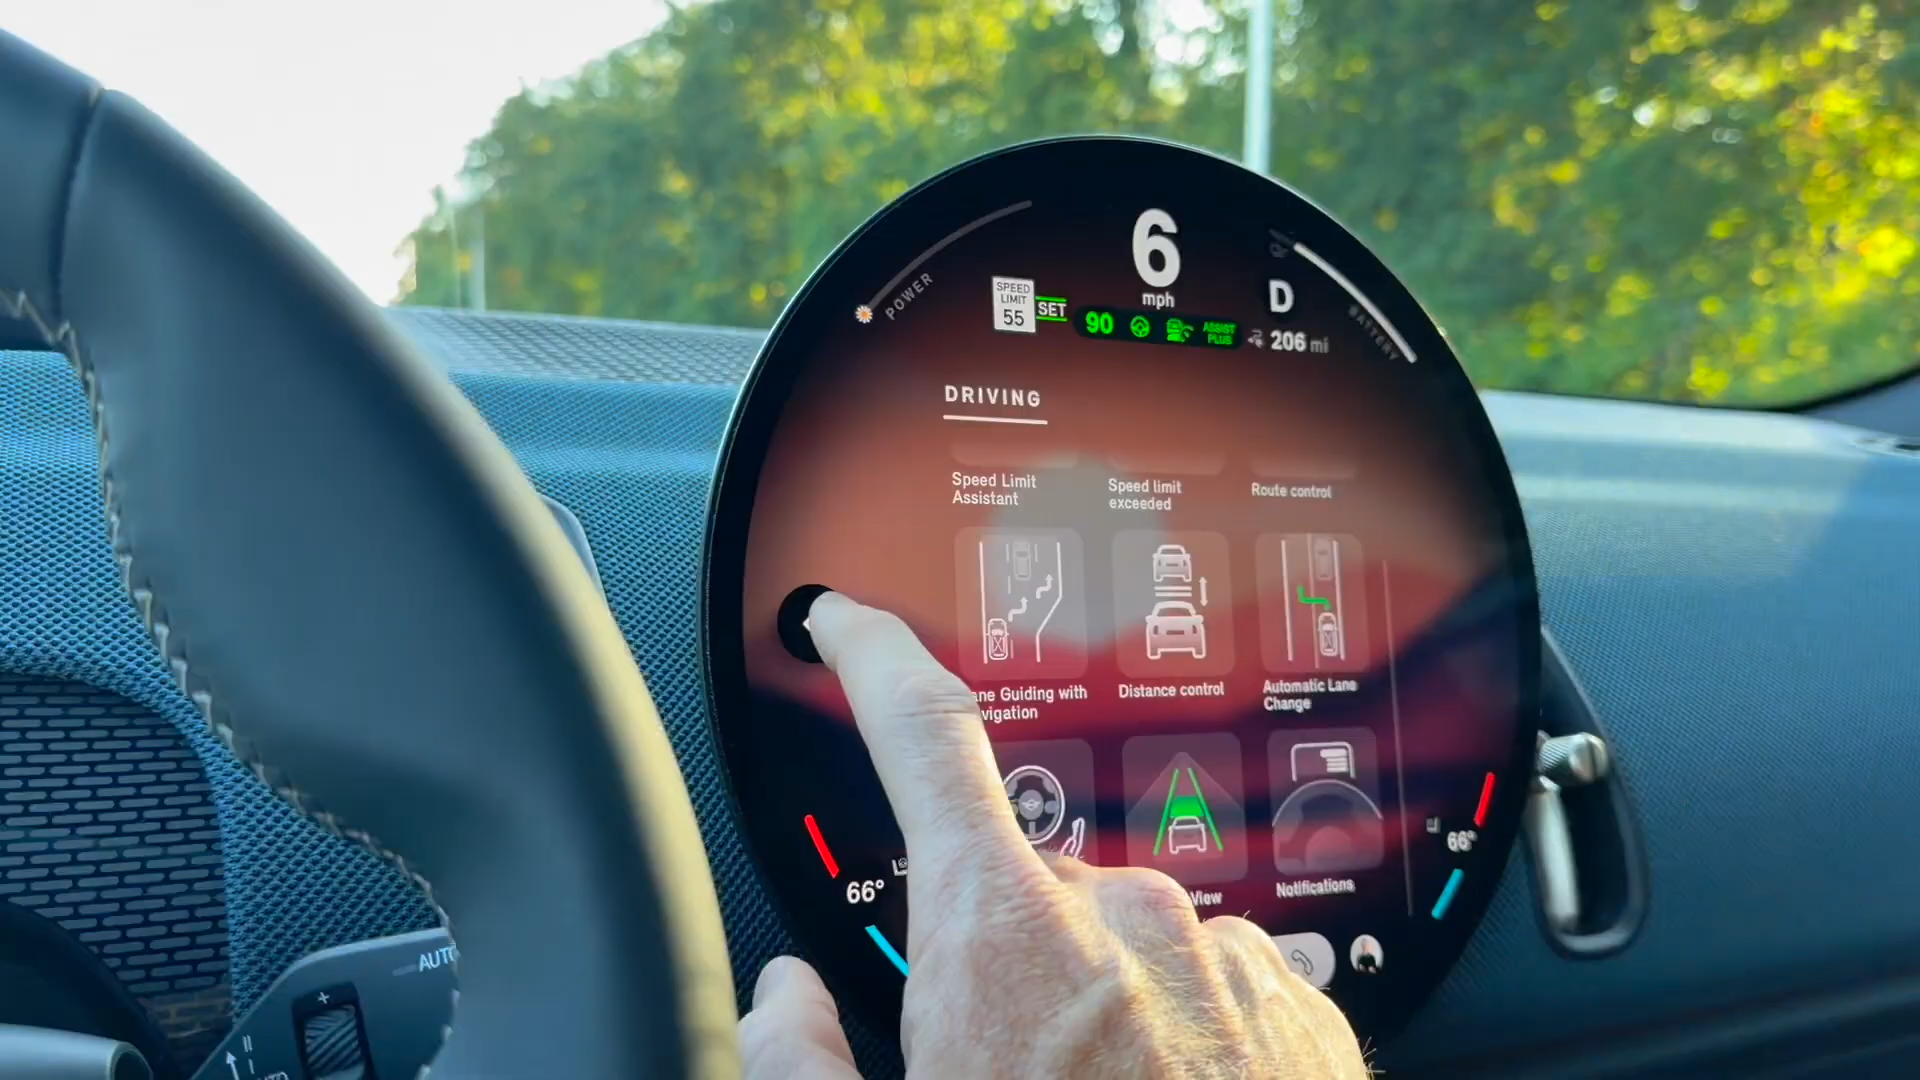 6
mph
SPEED
LIMIT
55
SET
90
ASSIST
PLUS
D
206 mi
POWER
BATTERY
DRIVING
Speed Limit
Assistant
Speed limit
exceeded
Route control
ane Guiding with
vigation
Distance control
Automatic Lane
Change
View
Notifications
66°
66°
AUTO
+